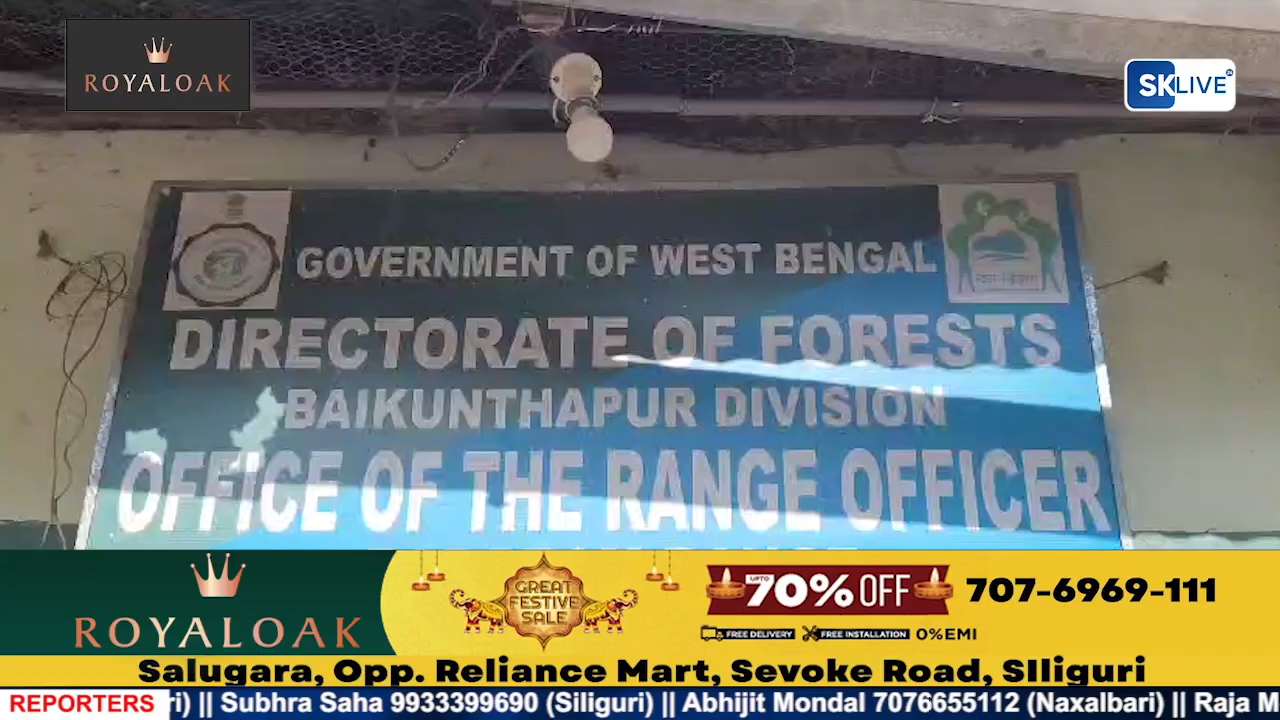 ROYALOAK
SKLIVE
GOVERNMENT OF WEST BENGAL
DIRECTORATE OF FORESTS
BAIKUNTHAPUR DIVISION
OFFICE OF THE RANGE OFFICER
ROYALOAK
GREAT
FESTIVE
SALE
UPTO
70% OFF
707-6969-111
FREE DELIVERY
FREE INSTALLATION
0% EMI
Salugara, Opp. Reliance Mart, Sevoke Road, SIliguri
REPORTERS
ri) || Subhra Saha 9933399690 (Siliguri) || Abhijit Mondal 7076655112 (Naxalbari) || Raja M